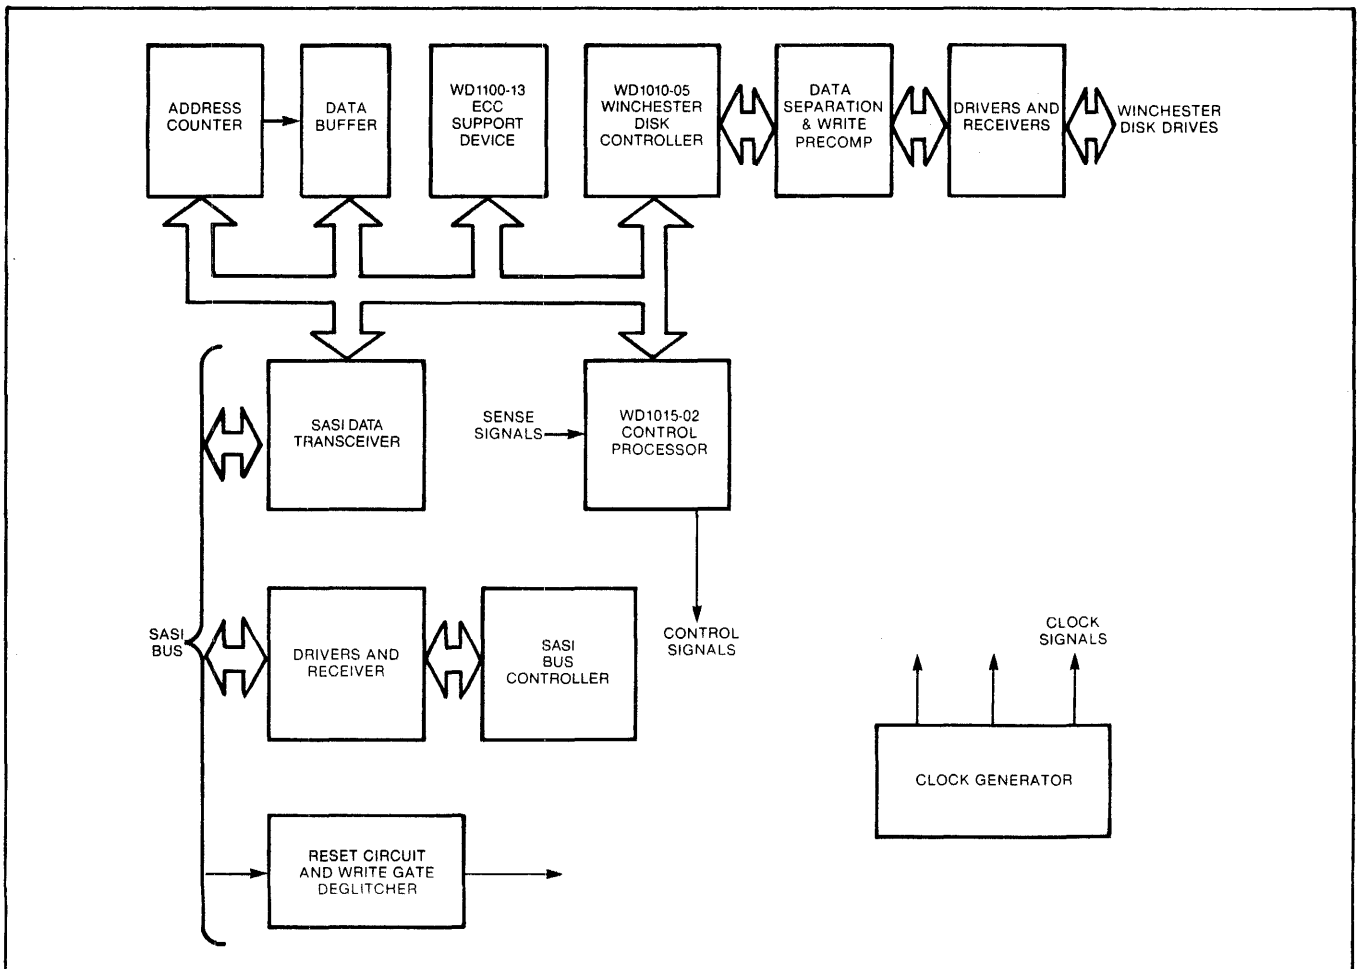 ADDRESS
COUNTER
DATA
BUFFER
WD1100-13
ECC
SUPPORT
DEVICE
WD1010-05
WINCHESTER
DISK
CONTROLLER
DATA
SEPARATION
& WRITE
PRECOMP
DRIVERS AND
RECEIVERS
WINCHESTER
DISK DRIVES
SASI DATA
TRANSCEIVER
SENSE
SIGNALS
WD1015-02
CONTROL
PROCESSOR
SASI
BUS
DRIVERS AND
RECEIVER
SASI
BUS
CONTROLLER
CONTROL
SIGNALS
CLOCK
SIGNALS
CLOCK GENERATOR
RESET CIRCUIT
AND WRITE GATE
DEGLITCHER